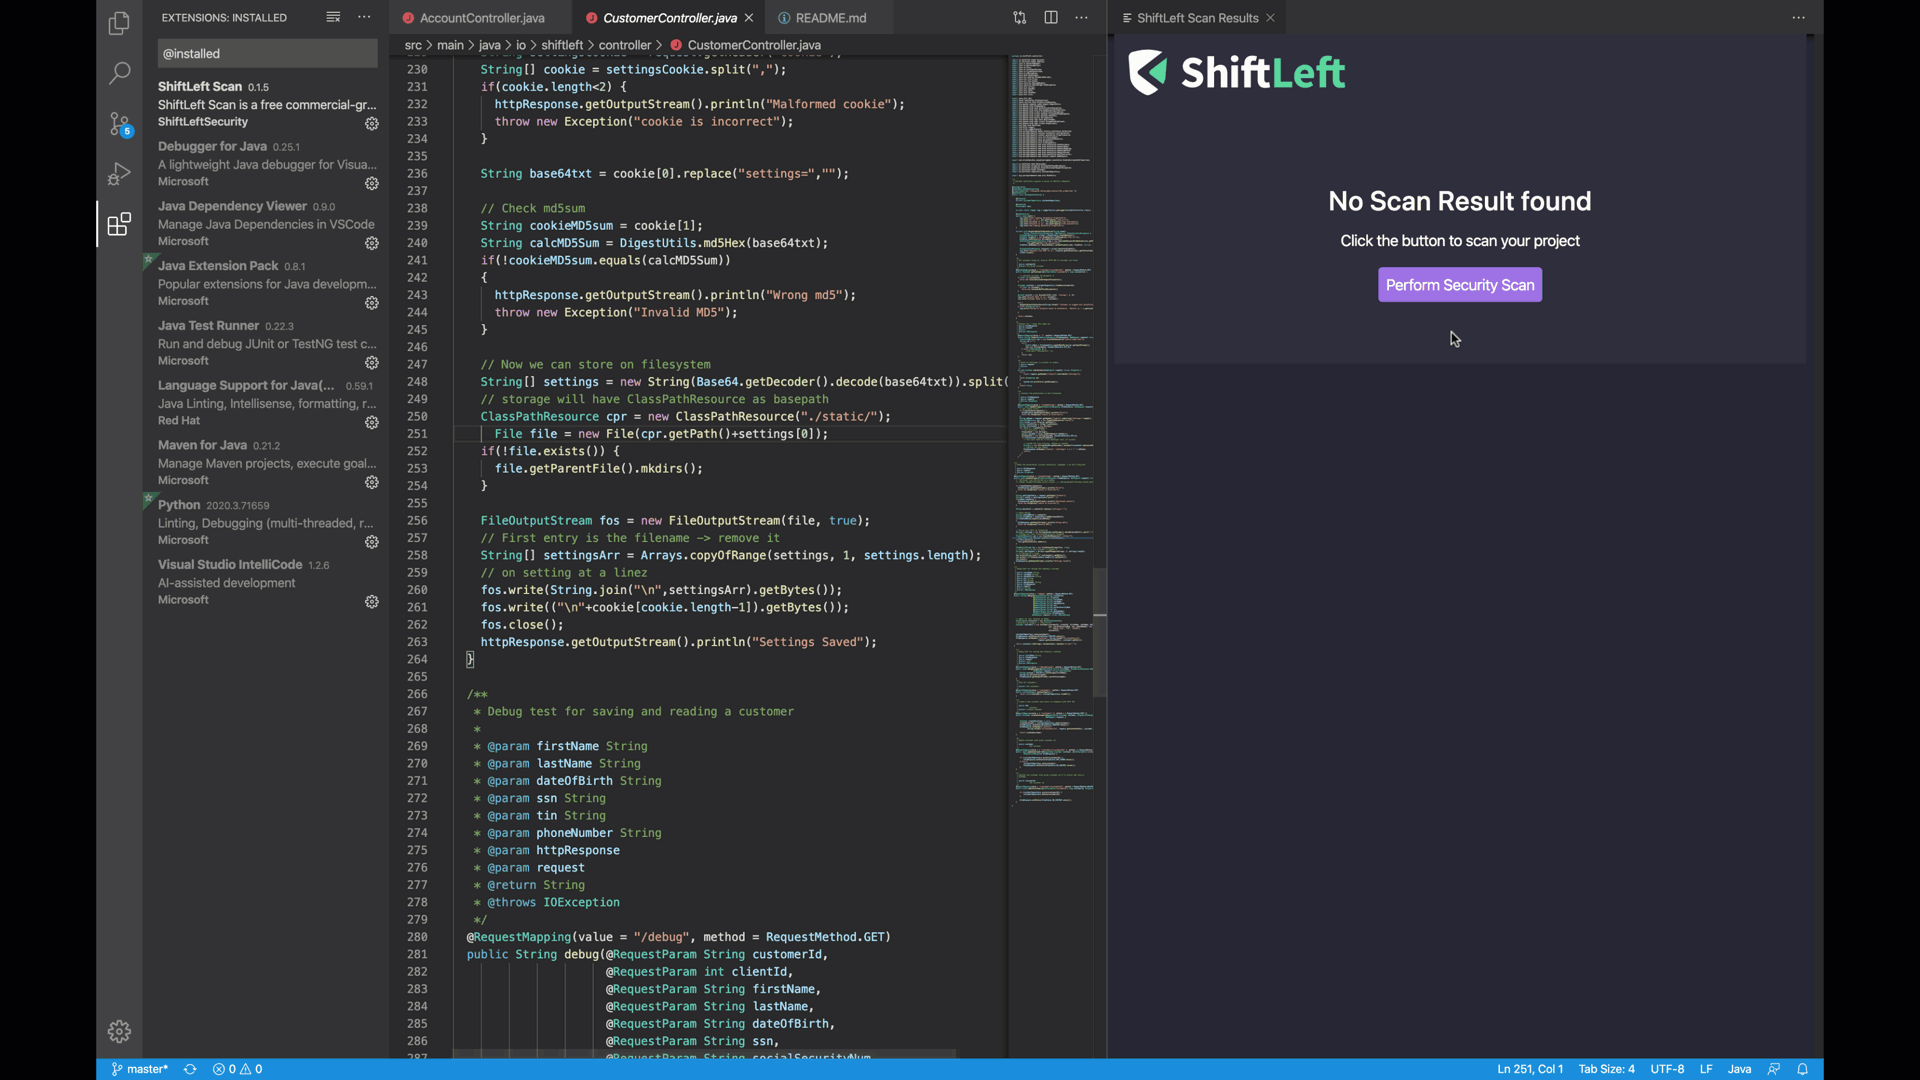 EXTENSIONS: INSTALLED
@installed
ShiftLeft Scan 0.1.5
ShiftLeft Scan is a free commercial-gr...
ShiftLeftSecurity
Debugger for Java 0.25.1
A lightweight Java debugger for Visua...
Microsoft
Java Dependency Viewer 0.9.0
Manage Java Dependencies in VSCode
Microsoft
Java Extension Pack 0.8.1
Popular extensions for Java developm...
Microsoft
Java Test Runner 0.22.3
Run and debug JUnit or TestNG test c...
Microsoft
Language Support for Java(... 0.59.1
Java Linting, Intellisense, formatting, r...
Red Hat
Maven for Java 0.21.2
Manage Maven projects, execute goal...
Microsoft
Python 2020.3.71659
Linting, Debugging (multi-threaded, r...
Microsoft
Visual Studio IntelliCode 1.2.6
AI-assisted development
Microsoft
5
AccountController.java CustomerController.java README.md
src > main > java > io > shiftleft > controller > CustomerController.java
230 String[] cookie = settingsCookie.split(",");
231 if(cookie.length<2) {
232 httpResponse.getOutputStream().println("Malformed cookie");
233 throw new Exception("cookie is incorrect");
234 }
235
236 String base64txt = cookie[0].replace("settings=","");
237
238 // Check md5sum
239 String cookieMD5sum = cookie[1];
240 String calcMD5Sum = DigestUtils.md5Hex(base64txt);
241 if(!cookieMD5sum.equals(calcMD5Sum))
242 {
243 httpResponse.getOutputStream().println("Wrong md5");
244 throw new Exception("Invalid MD5");
245 }
246
247 // Now we can store on filesystem
248 String[] settings = new String(Base64.getDecoder().decode(base64txt)).split(
249 // storage will have ClassPathResource as basepath
250 ClassPathResource cpr = new ClassPathResource("./static/");
251 File file = new File(cpr.getPath()+settings[0]);
252 if(!file.exists()) {
253 file.getParentFile().mkdirs();
254 }
255
256 FileOutputStream fos = new FileOutputStream(file, true);
257 // First entry is the filename -> remove it
258 String[] settingsArr = Arrays.copyOfRange(settings, 1, settings.length);
259 // on setting at a linez
260 fos.write(String.join("\n",settingsArr).getBytes());
261 fos.write(("\n"+cookie[cookie.length-1]).getBytes());
262 fos.close();
263 httpResponse.getOutputStream().println("Settings Saved");
264 }
265
266 /**
267 * Debug test for saving and reading a customer
268 *
269 * @param firstName String
270 * @param lastName String
271 * @param dateOfBirth String
272 * @param ssn String
273 * @param tin String
274 * @param phoneNumber String
275 * @param httpResponse
276 * @param request
277 * @return String
278 * @throws IOException
279 */
280 @RequestMapping(value = "/debug", method = RequestMethod.GET)
281 public String debug(@RequestParam String customerId,
282 @RequestParam int clientId,
283 @RequestParam String firstName,
284 @RequestParam String lastName,
285 @RequestParam String dateOfBirth,
286 @RequestParam String ssn,
287 @RequestParam String socialSecurityNum
ShiftLeft Scan Results
ShiftLeft
No Scan Result found
Click the button to scan your project
Perform Security Scan
master* 0 0
Ln 251, Col 1 Tab Size: 4 UTF-8 LF Java